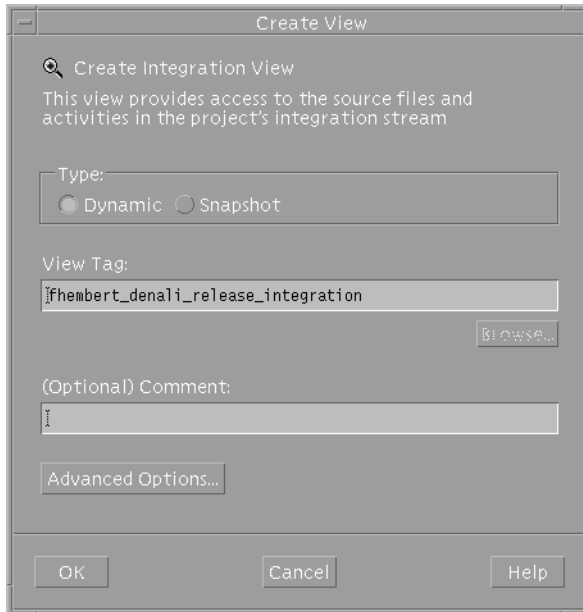 Create View
Create Integration View
This view provides access to the source files and
activities in the project's integration stream
Type:
Dynamic Snapshot
View Tag:
fhembert_denali_release_integration
Browse...
(Optional) Comment:
Advanced Options...
OK Cancel Help